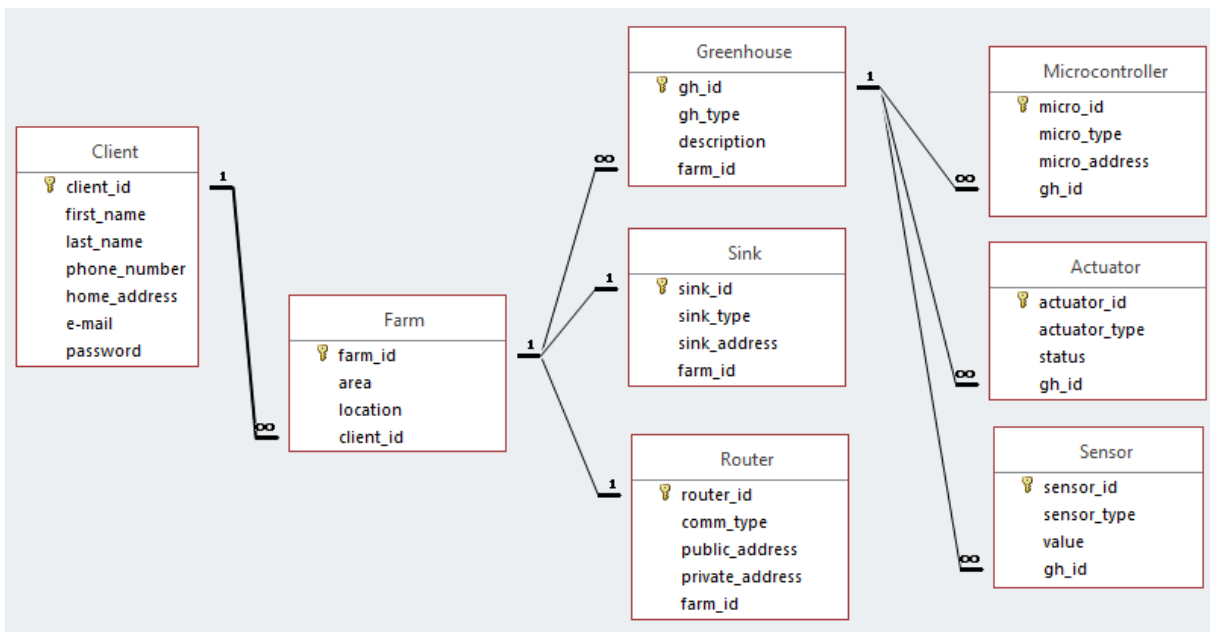 Client
client_id
first_name
last_name
phone_number
home_address
e-mail
password
1
∞
Farm
farm_id
area
location
client_id
1
∞
1
1
Greenhouse
gh_id
gh_type
description
farm_id
Sink
sink_id
sink_type
sink_address
farm_id
Router
router_id
comm_type
public_address
private_address
farm_id
1
∞
∞
∞
Microcontroller
micro_id
micro_type
micro_address
gh_id
Actuator
actuator_id
actuator_type
status
gh_id
Sensor
sensor_id
sensor_type
value
gh_id